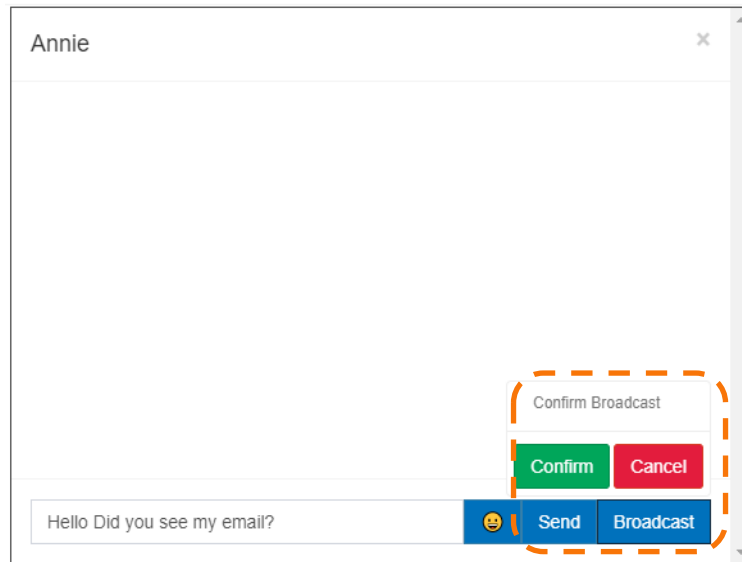 Annie ×
Confirm Broadcast
Confirm Cancel
Hello Did you see my email? 😀 Send Broadcast